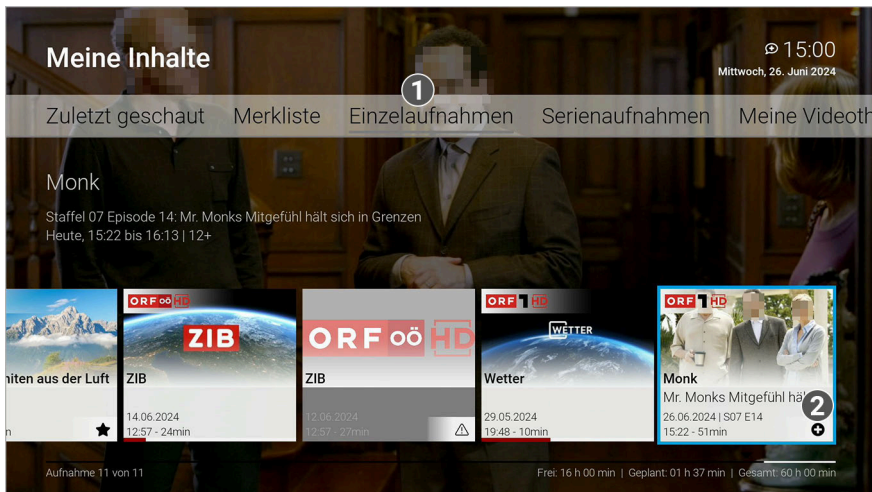 Meine Inhalte
15:00
Mittwoch, 26. Juni 2024
1
Zuletzt geschaut Merkliste Einzelaufnahmen Serienaufnahmen Meine Videoth
Monk
Staffel 07 Episode 14: Mr. Monks Mitgefühl hält sich in Grenzen
Heute, 15:22 bis 16:13 | 12+
niten aus der Luft
n
ORF oö HD
ZIB
ZIB
14.06.2024
12:57 - 24min
ORF oö HD
ZIB
12.06.2024
12:57 - 27min
ORF 1 HD
WETTER
Wetter
29.05.2024
19:48 - 10min
ORF 1 HD
Monk
Mr. Monks Mitgefühl hä
2
26.06.2024 | S07 E14
15:22 - 51min
Aufnahme 11 von 11
Frei: 16 h 00 min | Geplant: 01 h 37 min | Gesamt: 60 h 00 min